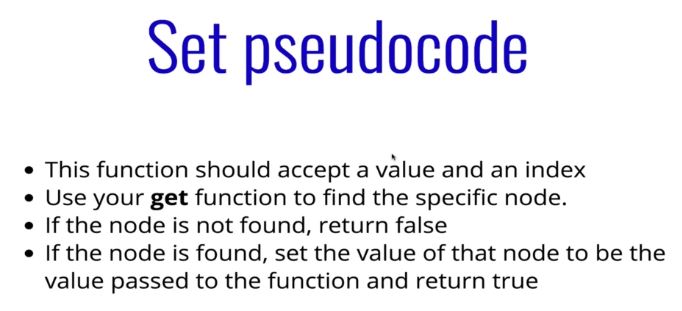 Set pseudocode
• This function should accept a value and an index
• Use your get function to find the specific node.
• If the node is not found, return false
• If the node is found, set the value of that node to be the
value passed to the function and return true